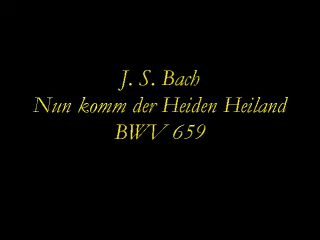 J. S. Bach
Nun komm der Heiden Heiland
BWV 659